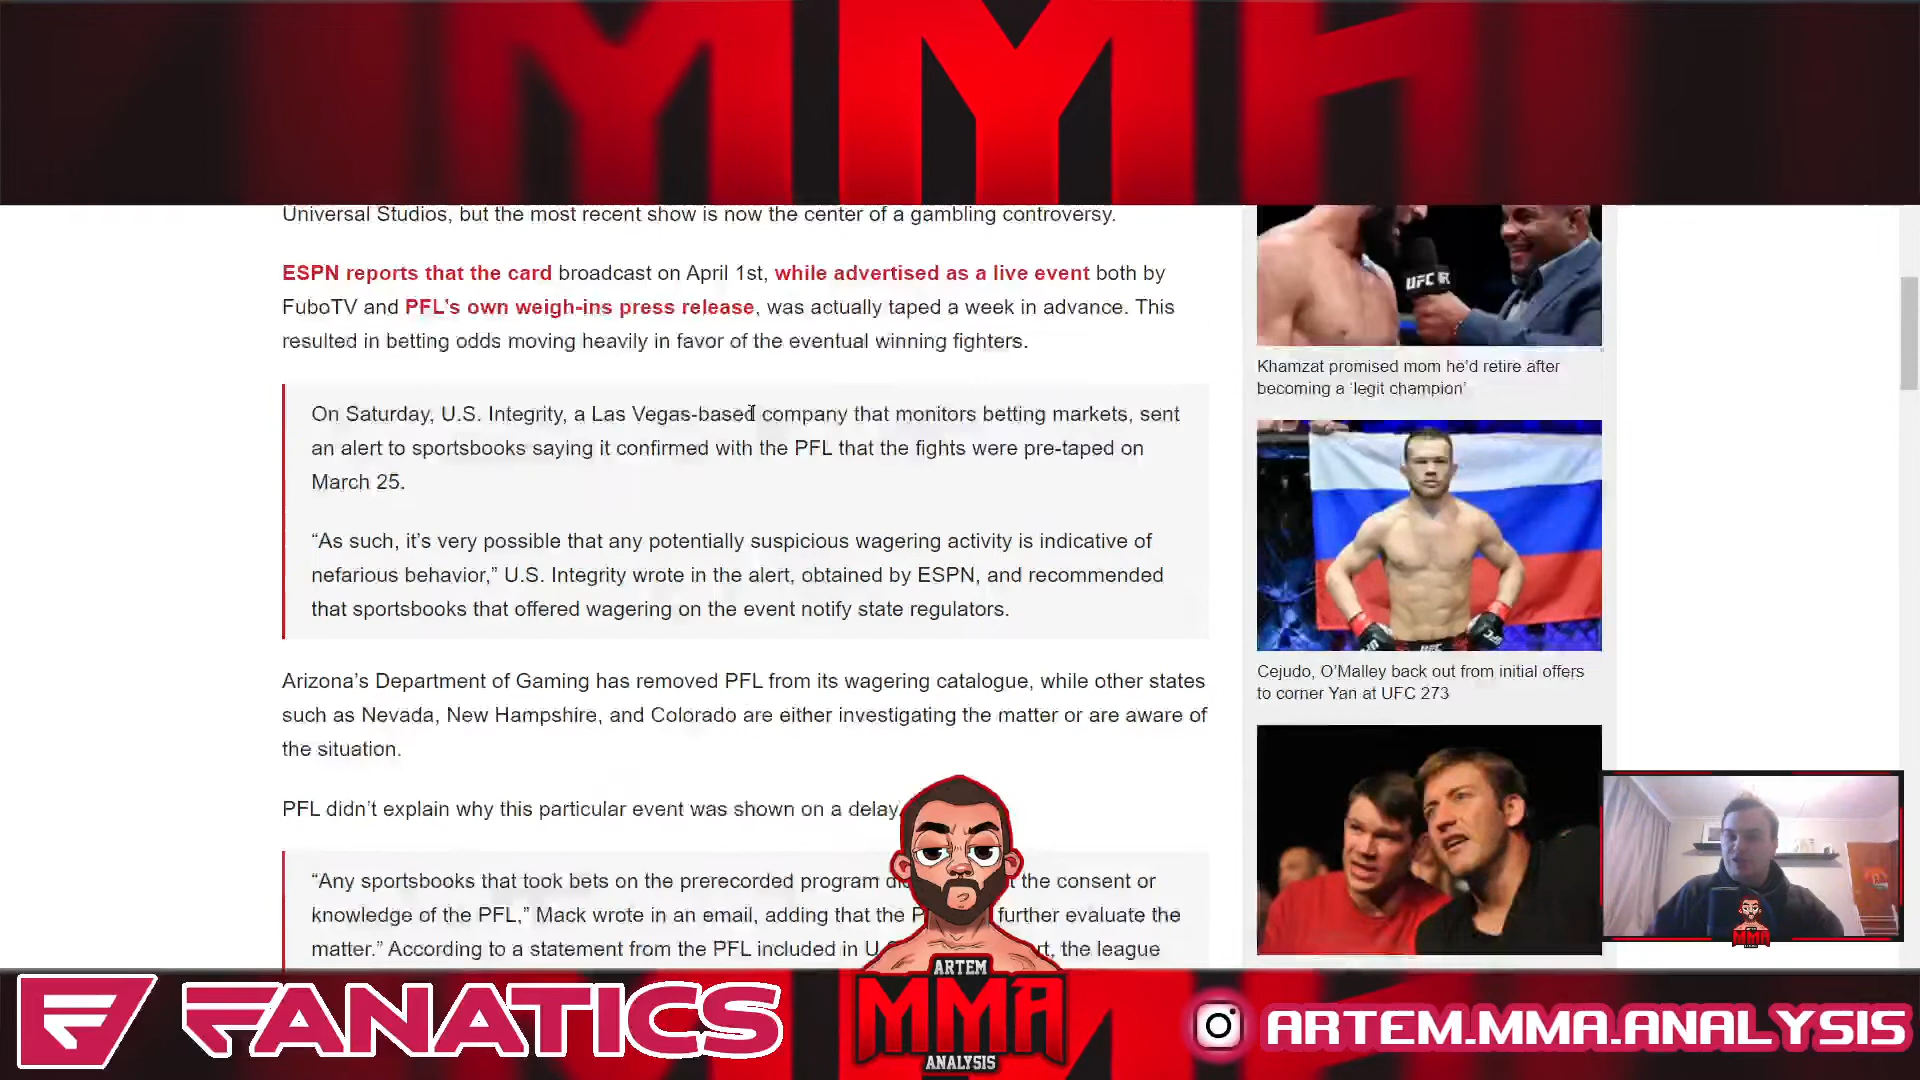 MMA
Universal Studios, but the most recent show is now the center of a gambling controversy.
ESPN reports that the card broadcast on April 1st, while advertised as a live event both by
FuboTV and PFL's own weigh-ins press release, was actually taped a week in advance. This
resulted in betting odds moving heavily in favor of the eventual winning fighters.
On Saturday, U.S. Integrity, a Las Vegas-based company that monitors betting markets, sent
an alert to sportsbooks saying it confirmed with the PFL that the fights were pre-taped on
March 25.
“As such, it’s very possible that any potentially suspicious wagering activity is indicative of
nefarious behavior,” U.S. Integrity wrote in the alert, obtained by ESPN, and recommended
that sportsbooks that offered wagering on the event notify state regulators.
Arizona’s Department of Gaming has removed PFL from its wagering catalogue, while other states
such as Nevada, New Hampshire, and Colorado are either investigating the matter or are aware of
the situation.
PFL didn’t explain why this particular event was shown on a delay
“Any sportsbooks that took bets on the prerecorded program the consent or
knowledge of the PFL,” Mack wrote in an email, adding that the further evaluate the
matter.” According to a statement from the PFL included in the league
UFC
Khamzat promised mom he’d retire after
becoming a ‘legit champion’
UFC
Cejudo, O’Malley back out from initial offers
to corner Yan at UFC 273
MMA
FANATICS
ARTEM
MMA
ANALYSIS
ARTEM.MMA.ANALYSIS